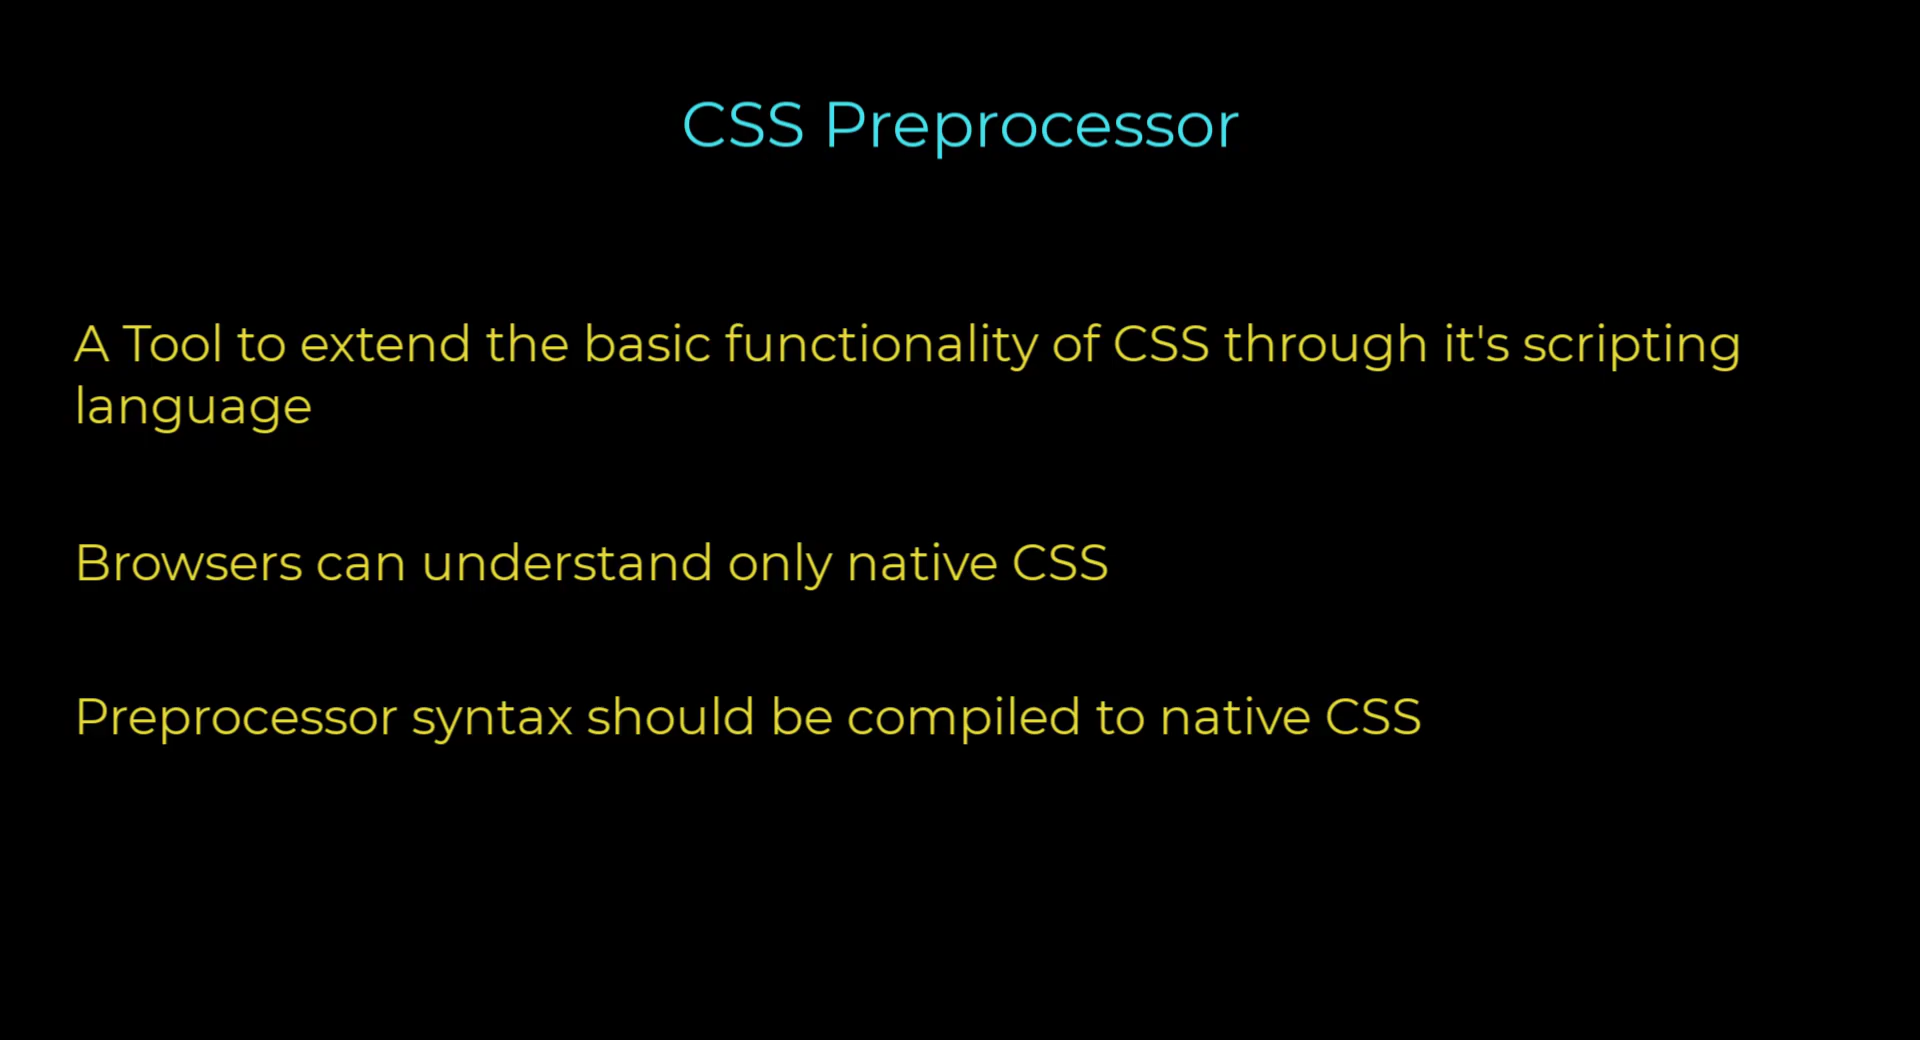 CSS Preprocessor
A Tool to extend the basic functionality of CSS through it's scripting
language
Browsers can understand only native CSS
Preprocessor syntax should be compiled to native CSS